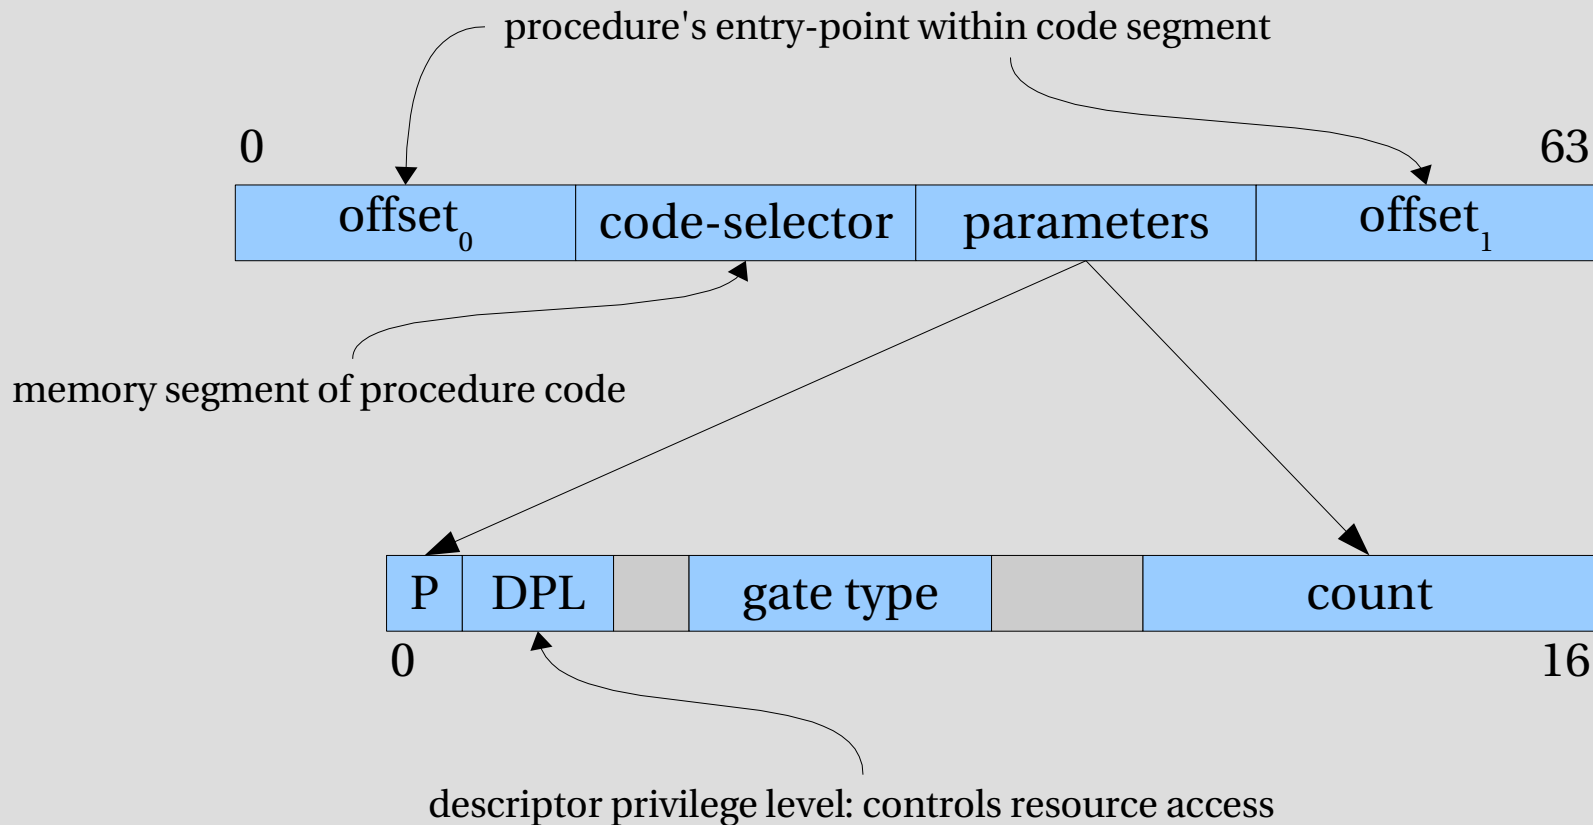 procedure's entry-point within code segment
0 63
offset₀ code-selector parameters offset₁
memory segment of procedure code
P DPL gate type count
0 16
descriptor privilege level: controls resource access